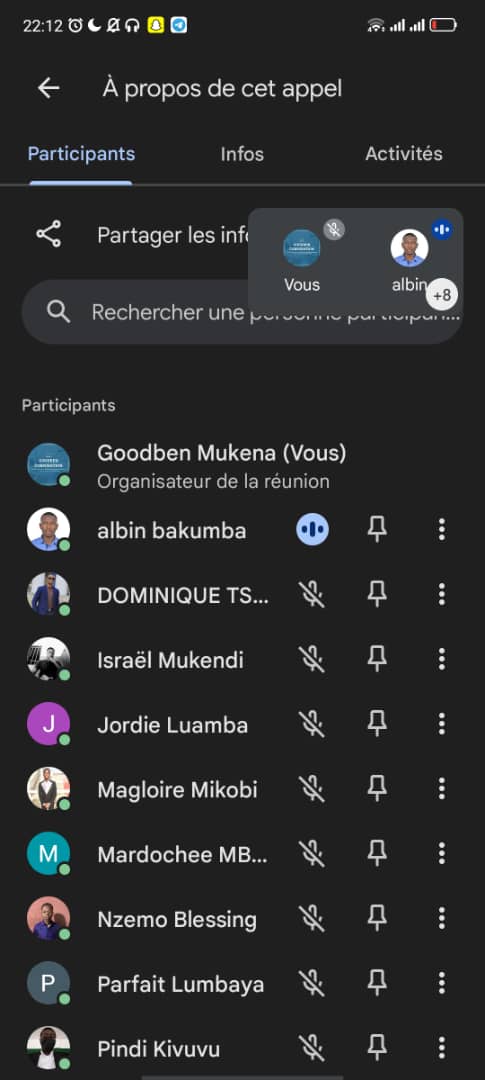 22:12
À propos de cet appel
Participants
Infos
Activités
Partager les info
Vous
albin
+8
Rechercher une personne participan...
Participants
Goodben Mukena (Vous)
Organisateur de la réunion
albin bakumba
DOMINIQUE TS...
Israël Mukendi
J
Jordie Luamba
Magloire Mikobi
M
Mardochee MB...
Nzemo Blessing
P
Parfait Lumbaya
Pindi Kivuvu